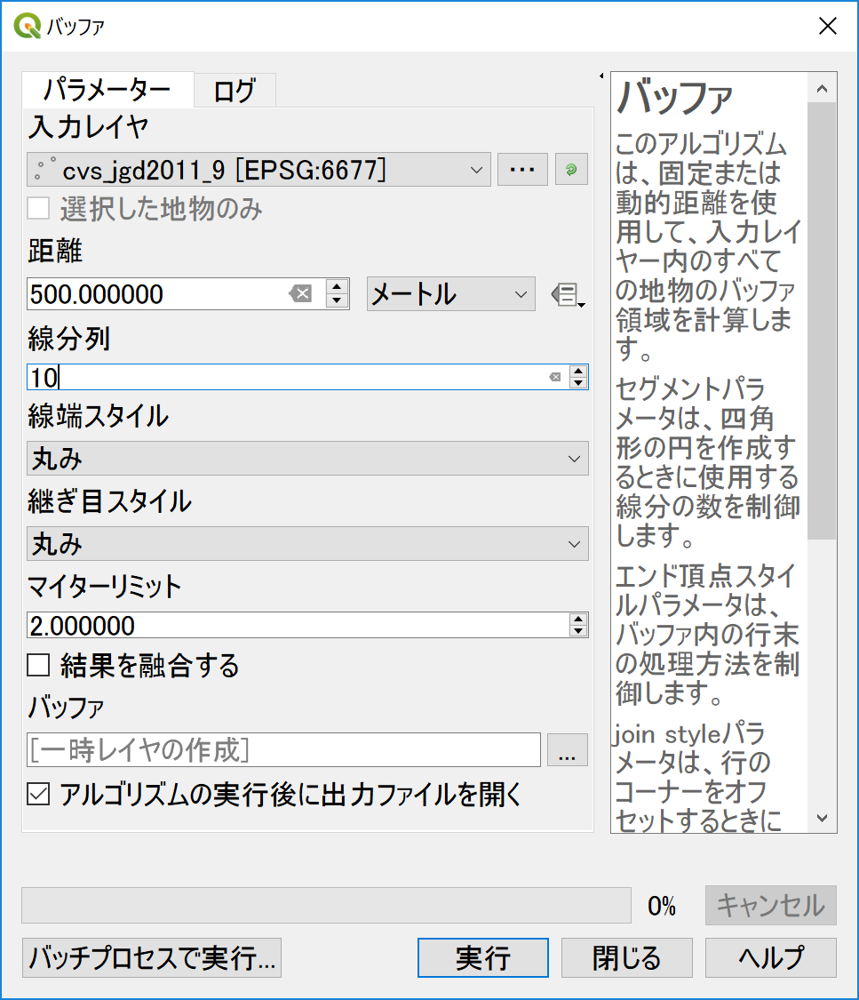 バッファ
パラメーター
ログ
入力レイヤ
cvs_jgd2011_9 [EPSG:6677]
...
選択した地物のみ
距離
500.000000
メートル
線分列
10
線端スタイル
丸み
継ぎ目スタイル
丸み
マイターリミット
2.000000
結果を融合する
バッファ
[一時レイヤの作成]
...
アルゴリズムの実行後に出力ファイルを開く
バッファ
このアルゴリズム
は、固定または
動的距離を使
用して、入力レイ
ヤー内のすべて
の地物のバッファ
領域を計算しま
す。
セグメントパラ
メータは、四角
形の円を作成す
るときに使用する
線分の数を制御
します。
エンド頂点スタイ
ルパラメータは、
バッファ内の行末
の処理方法を制
御します。
join styleパラ
メータは、行の
コーナーをオフ
セットするときに
0%
キャンセル
バッチプロセスで実行...
実行
閉じる
ヘルプ